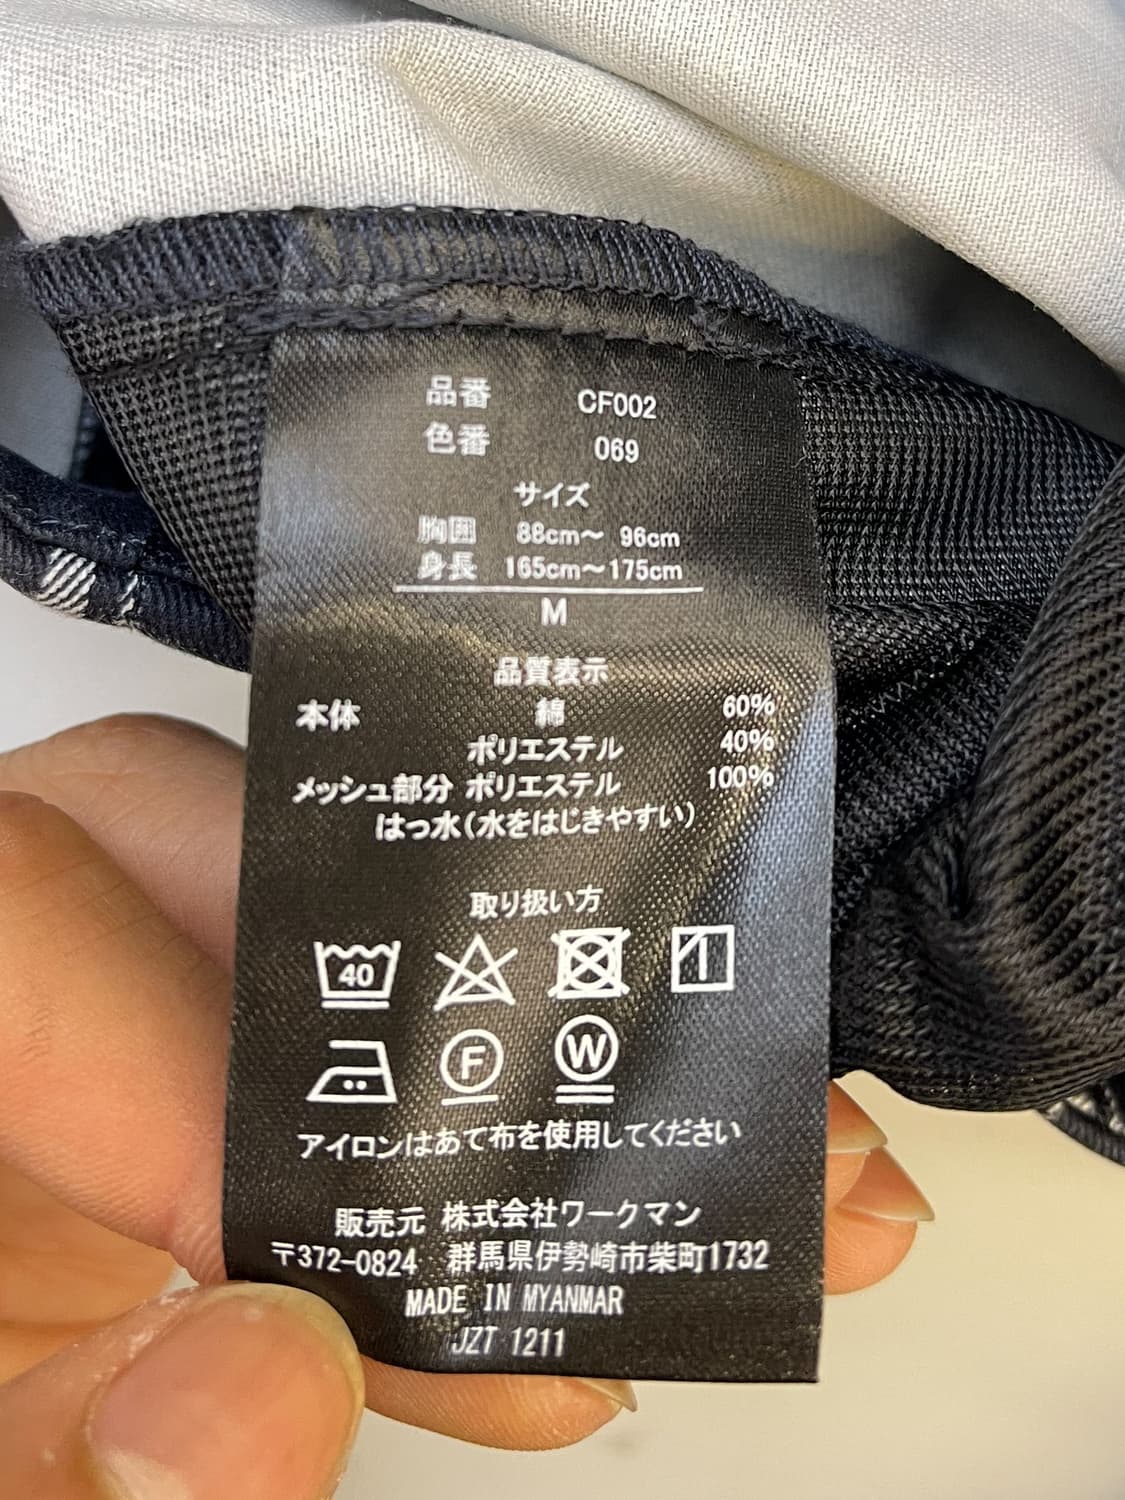 品番 CF002
色番 069
サイズ
胸囲 88cm〜 96cm
身長 165cm〜175cm
M
品質表示
本体 綿 60%
ポリエステル 40%
メッシュ部分 ポリエステル 100%
はっ水(水をはじきやすい)
取り扱い方
40
F W
アイロンはあて布を使用してください
販売元 株式会社ワークマン
〒372-0824 群馬県伊勢崎市柴町1732
MADE IN MYANMAR
JZT 1211